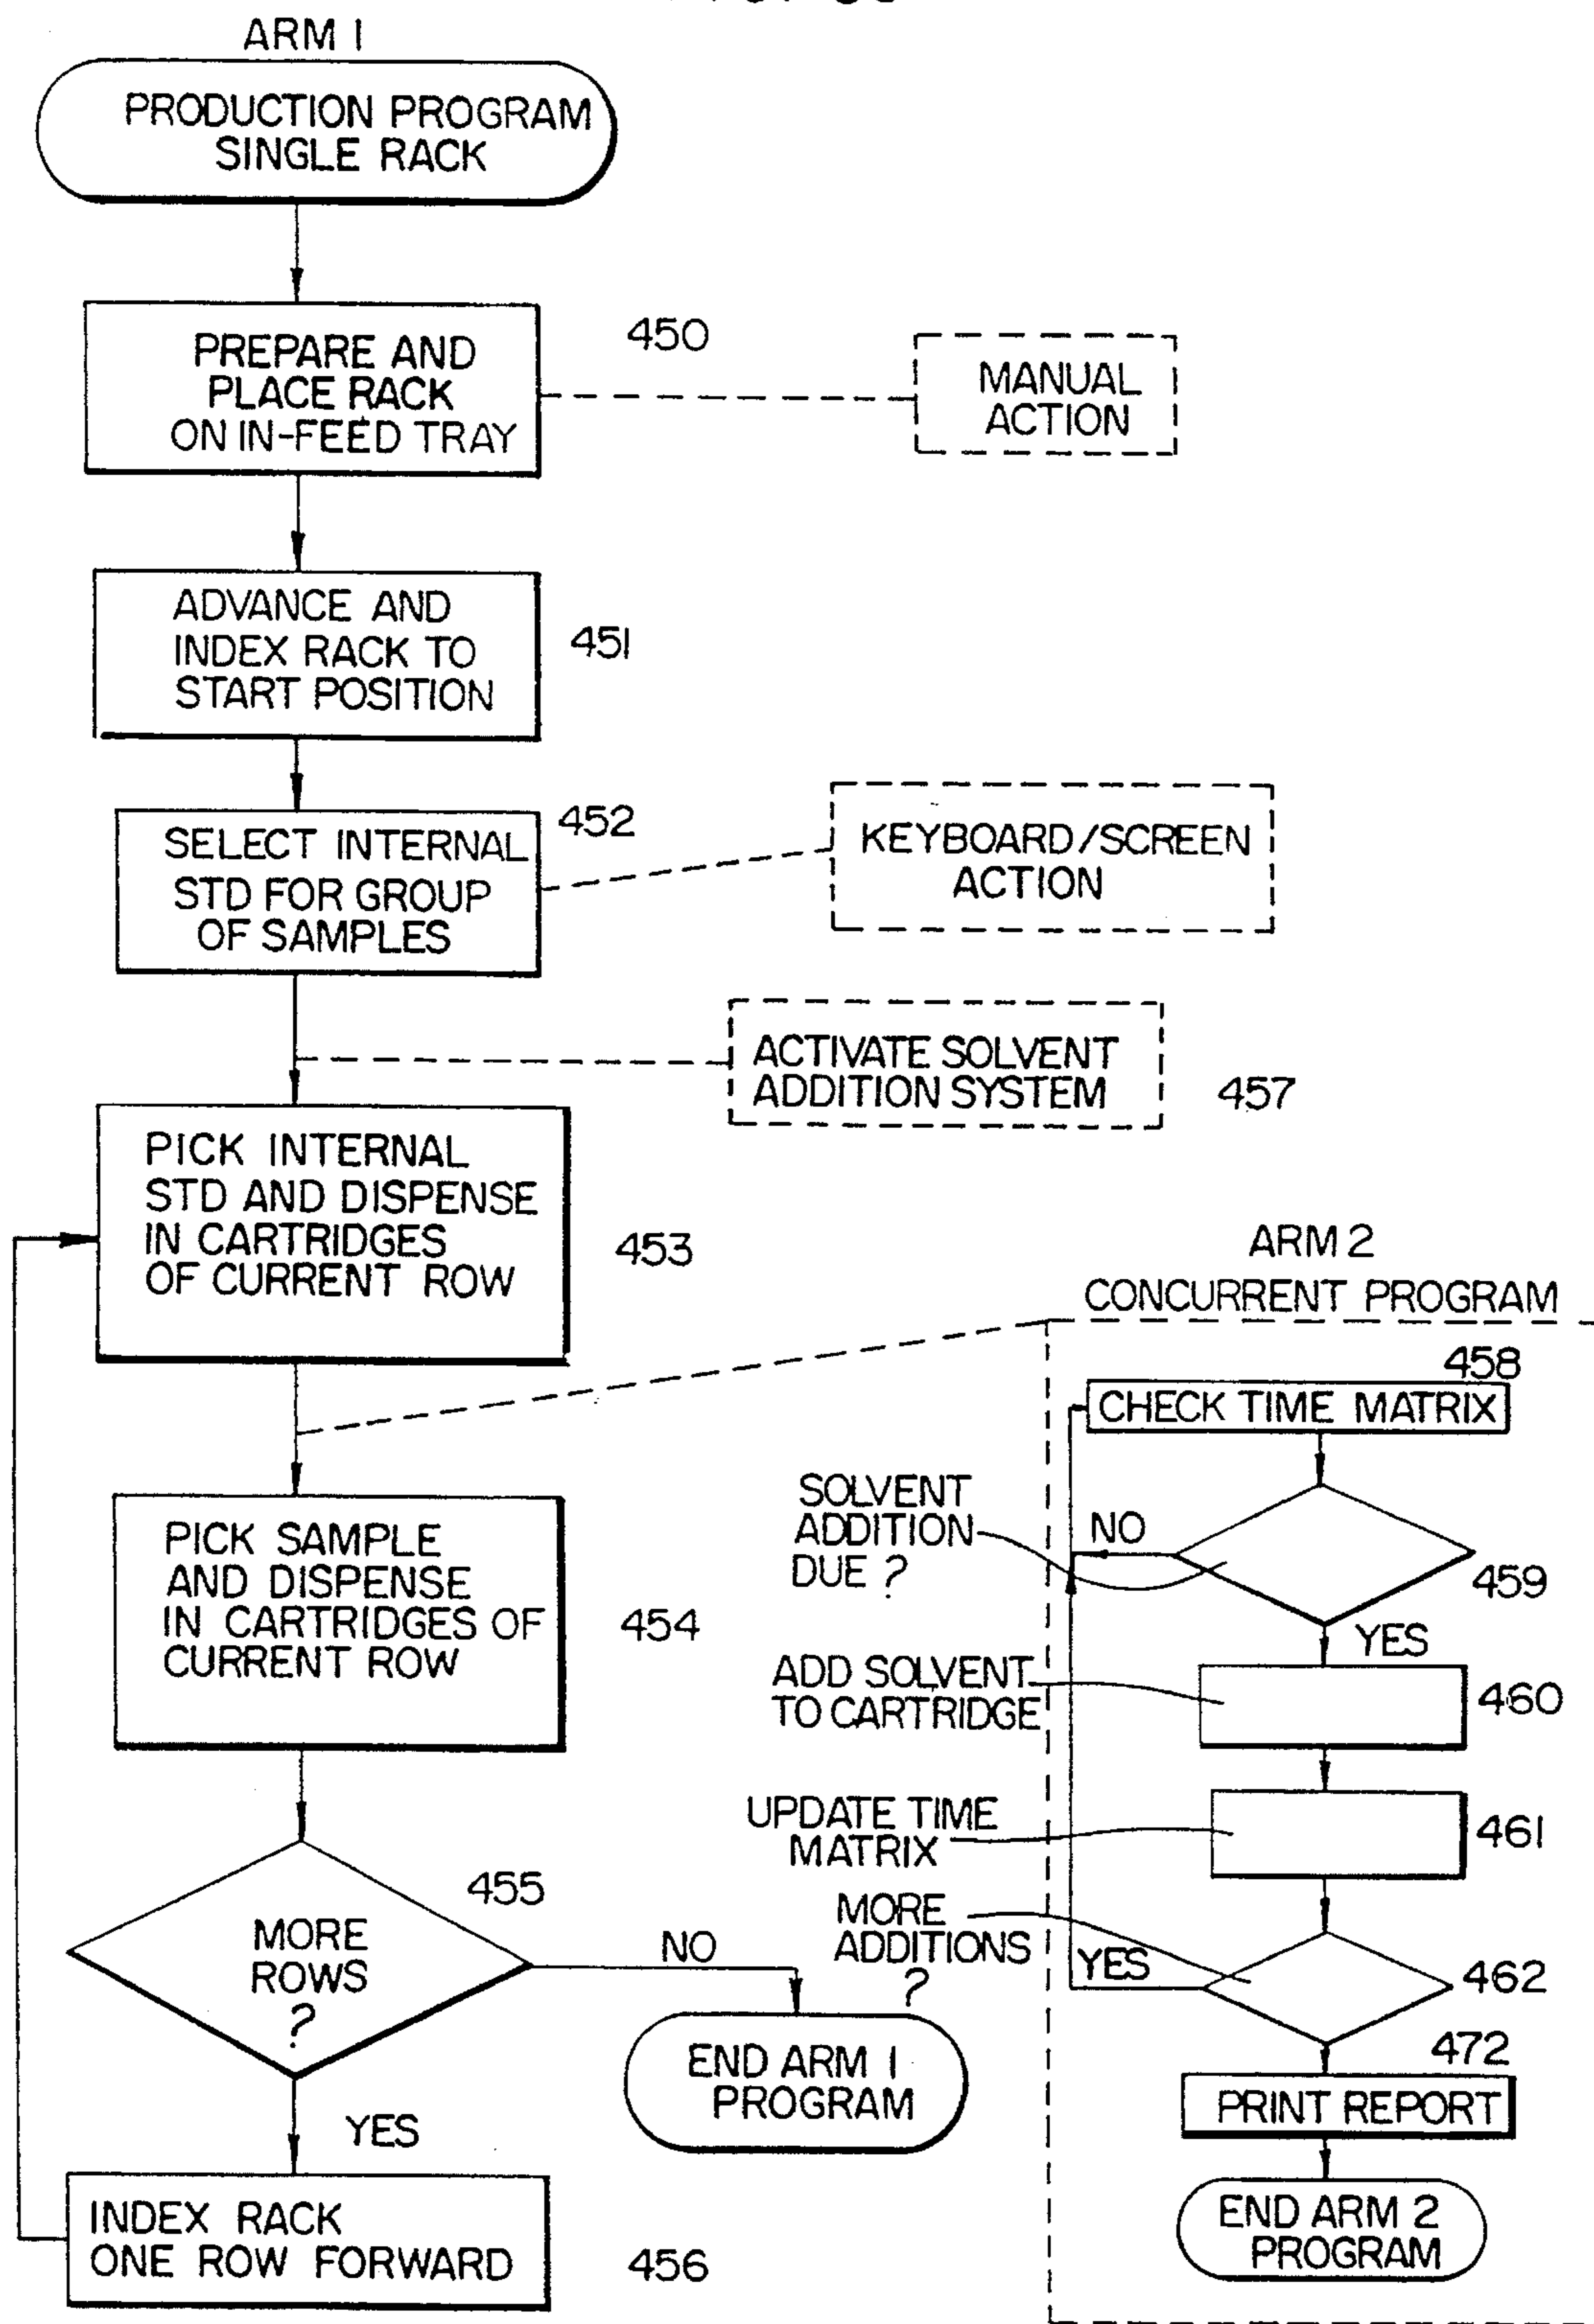 ARM 1
PRODUCTION PROGRAM
SINGLE RACK
PREPARE AND
PLACE RACK
ON IN-FEED TRAY
450
MANUAL
ACTION
ADVANCE AND
INDEX RACK TO
START POSITION
451
SELECT INTERNAL
STD FOR GROUP
OF SAMPLES
452
KEYBOARD/SCREEN
ACTION
ACTIVATE SOLVENT
ADDITION SYSTEM
457
PICK INTERNAL
STD AND DISPENSE
IN CARTRIDGES
OF CURRENT ROW
453
PICK SAMPLE
AND DISPENSE
IN CARTRIDGES OF
CURRENT ROW
454
MORE
ROWS
?
455
NO
END ARM 1
PROGRAM
YES
INDEX RACK
ONE ROW FORWARD
456
ARM 2
CONCURRENT PROGRAM
458
CHECK TIME MATRIX
SOLVENT
ADDITION
DUE ?
NO
459
YES
ADD SOLVENT
TO CARTRIDGE
460
UPDATE TIME
MATRIX
461
MORE
ADDITIONS
?
YES
462
472
PRINT REPORT
END ARM 2
PROGRAM